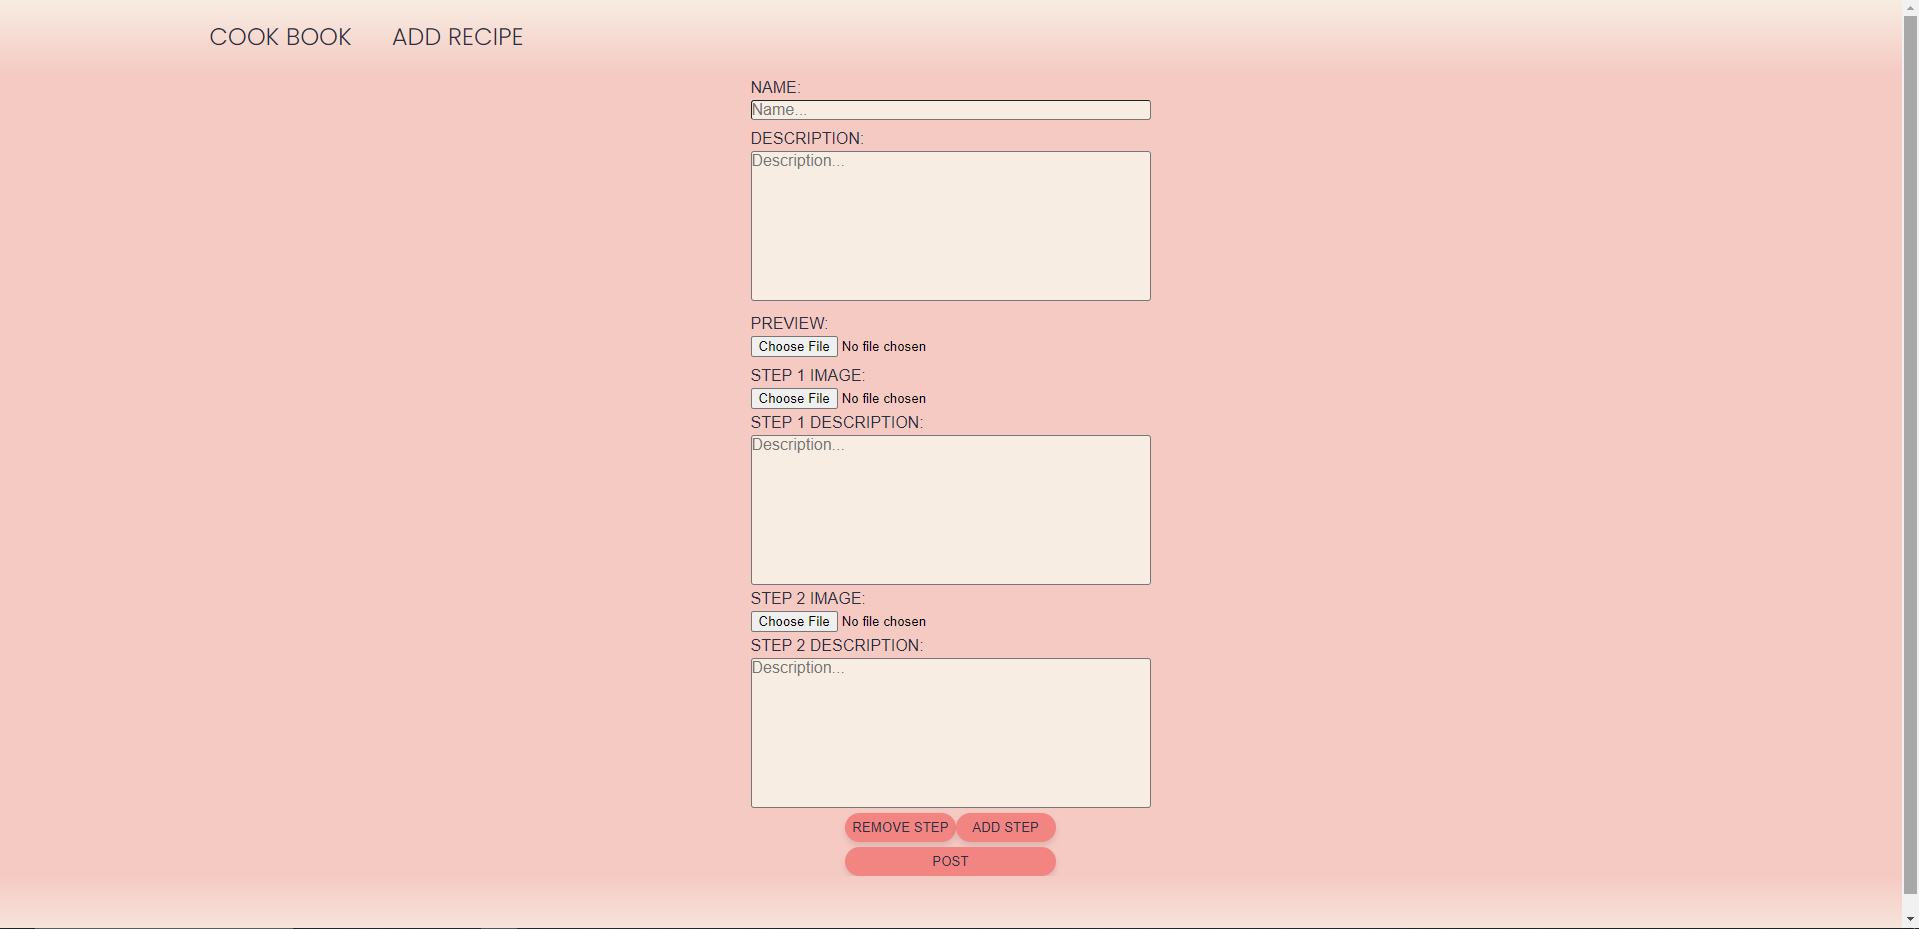 COOK BOOK ADD RECIPE
NAME:
Name...
DESCRIPTION:
Description...
PREVIEW:
Choose File No file chosen
STEP 1 IMAGE:
Choose File No file chosen
STEP 1 DESCRIPTION:
Description...
STEP 2 IMAGE:
Choose File No file chosen
STEP 2 DESCRIPTION:
Description...
REMOVE STEP ADD STEP
POST